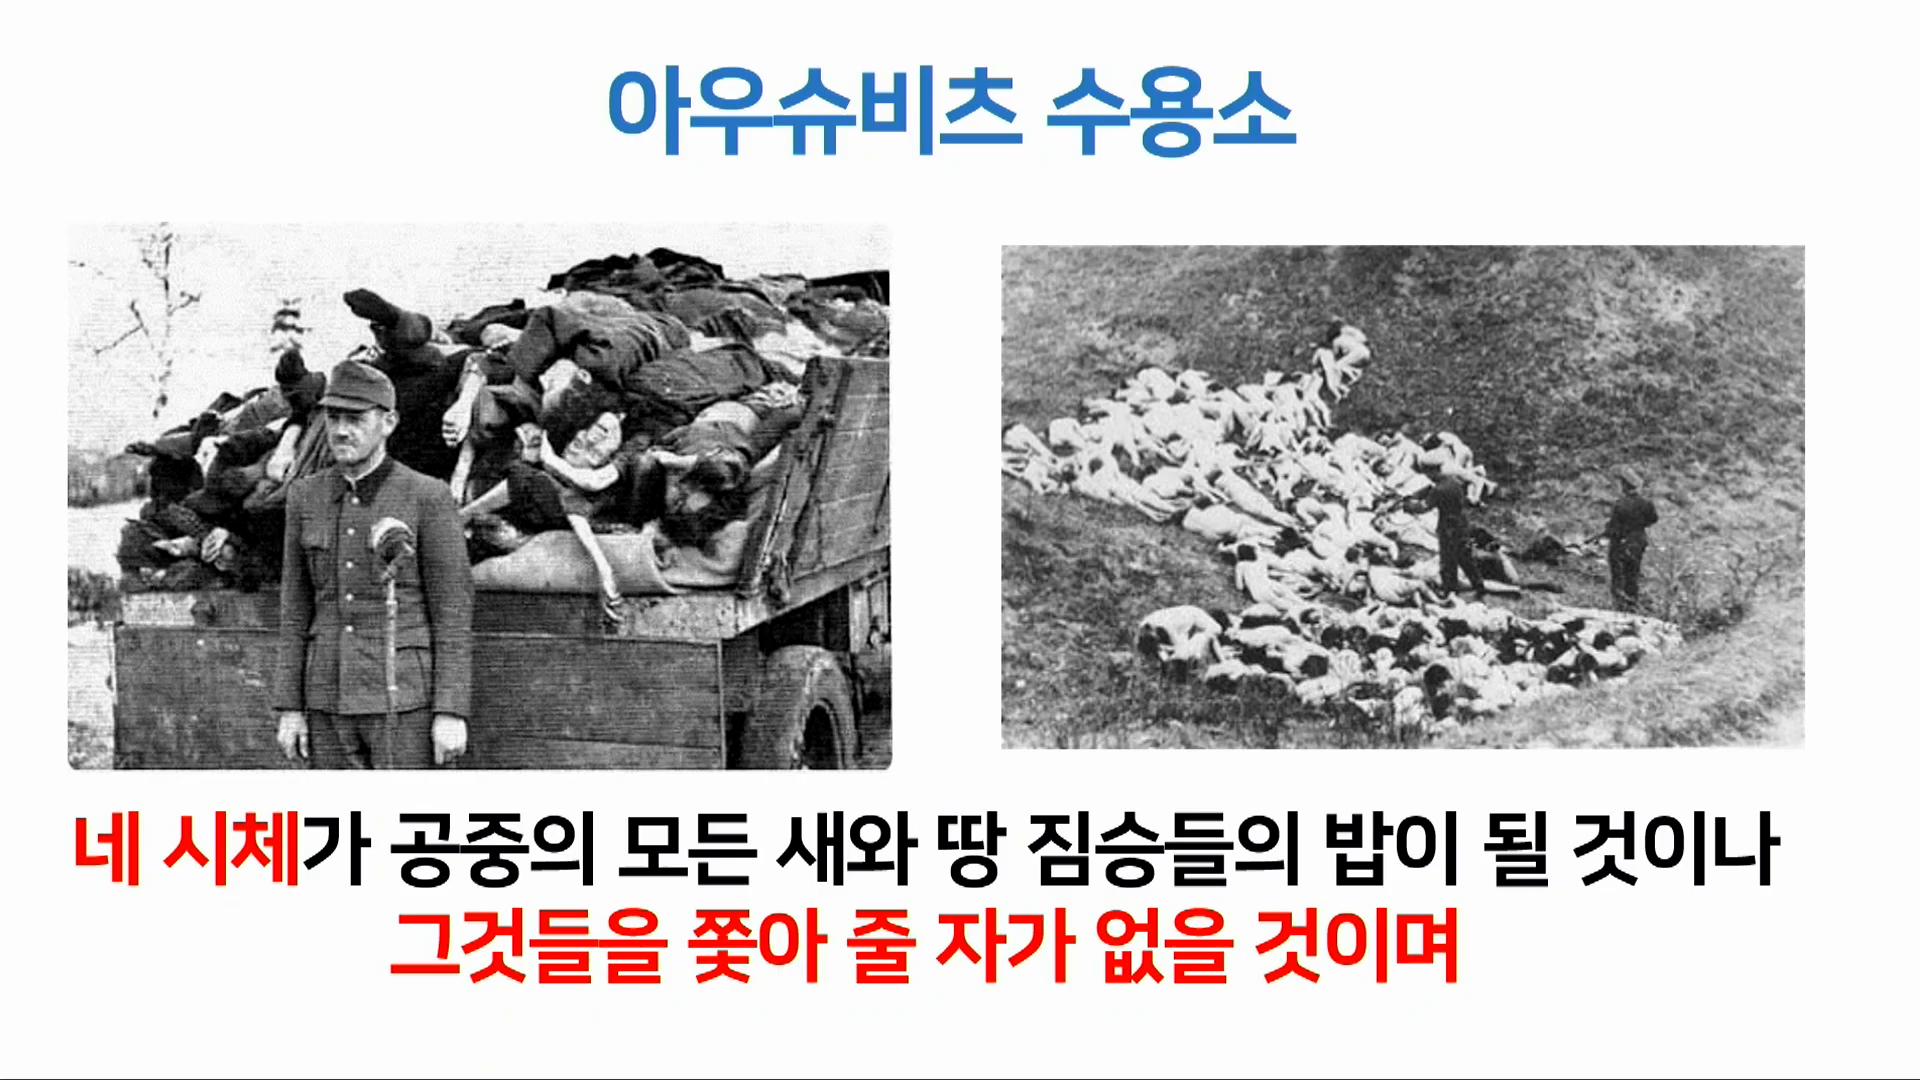 아우슈비츠 수용소
네 시체가 공중의 모든 새와 땅 짐승들의 밥이 될 것이나
그것들을 쫓아 줄 자가 없을 것이며